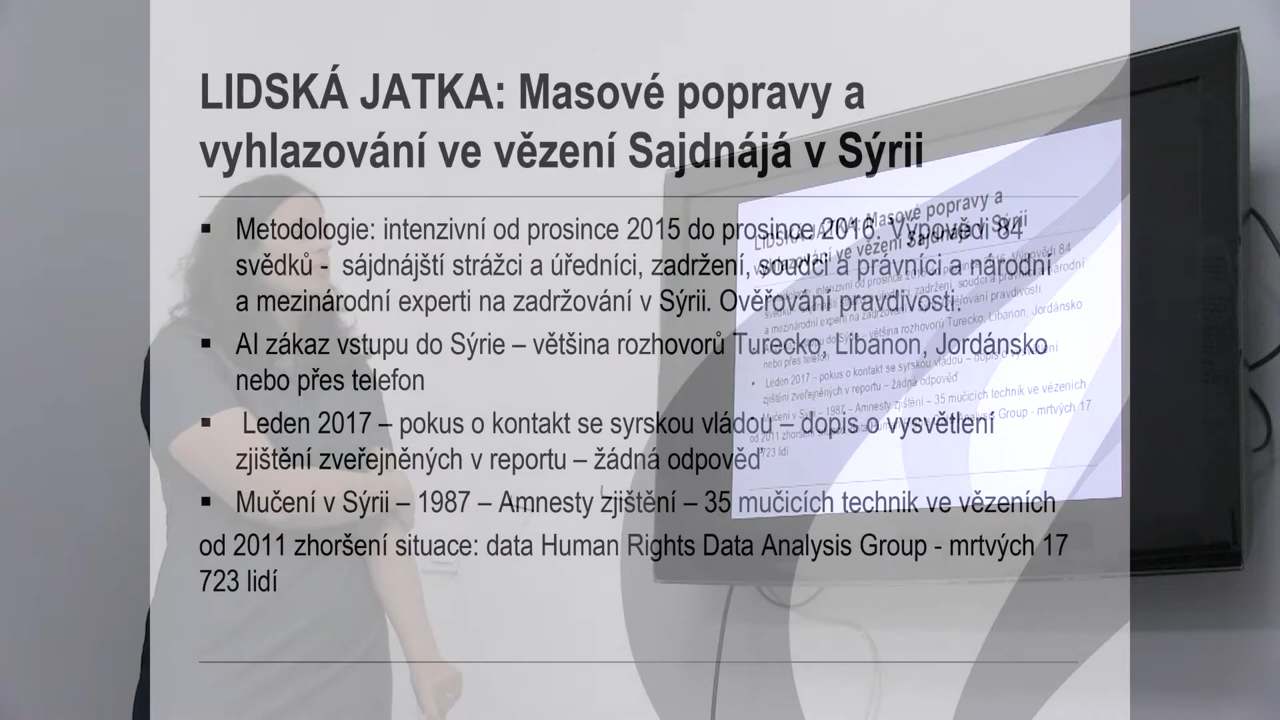 LIDSKÁ JATKA: Masové popravy a
vyhlazování ve vězení Sajdnájá v Sýrii
▪ Metodologie: intenzivní od prosince 2015 do prosince 2016. Výpovědi 84
svědků - sajdnájští strážci a úředníci, zadržení, soudci a právníci a národní
a mezinárodní experti na zadržování v Sýrii. Ověřování pravdivosti.
▪ AI zákaz vstupu do Sýrie – většina rozhovorů Turecko, Libanon, Jordánsko
nebo přes telefon
▪ Leden 2017 – pokus o kontakt se syrskou vládou – dopis o vysvětlení
zjištění zveřejněných v reportu – žádná odpověď
▪ Mučení v Sýrii – 1987 – Amnesty zjištění – 35 mučicích technik ve vězeních
od 2011 zhoršení situace: data Human Rights Data Analysis Group - mrtvých 17
723 lidí